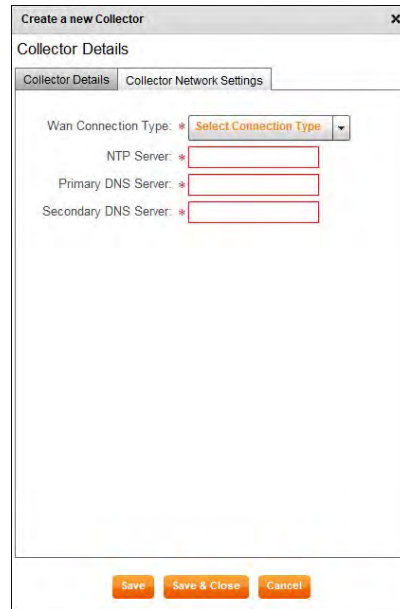 Create a new Collector x
Collector Details
Collector Details Collector Network Settings
Wan Connection Type: * Select Connection Type
NTP Server: *
Primary DNS Server: *
Secondary DNS Server: *
Save Save & Close Cancel